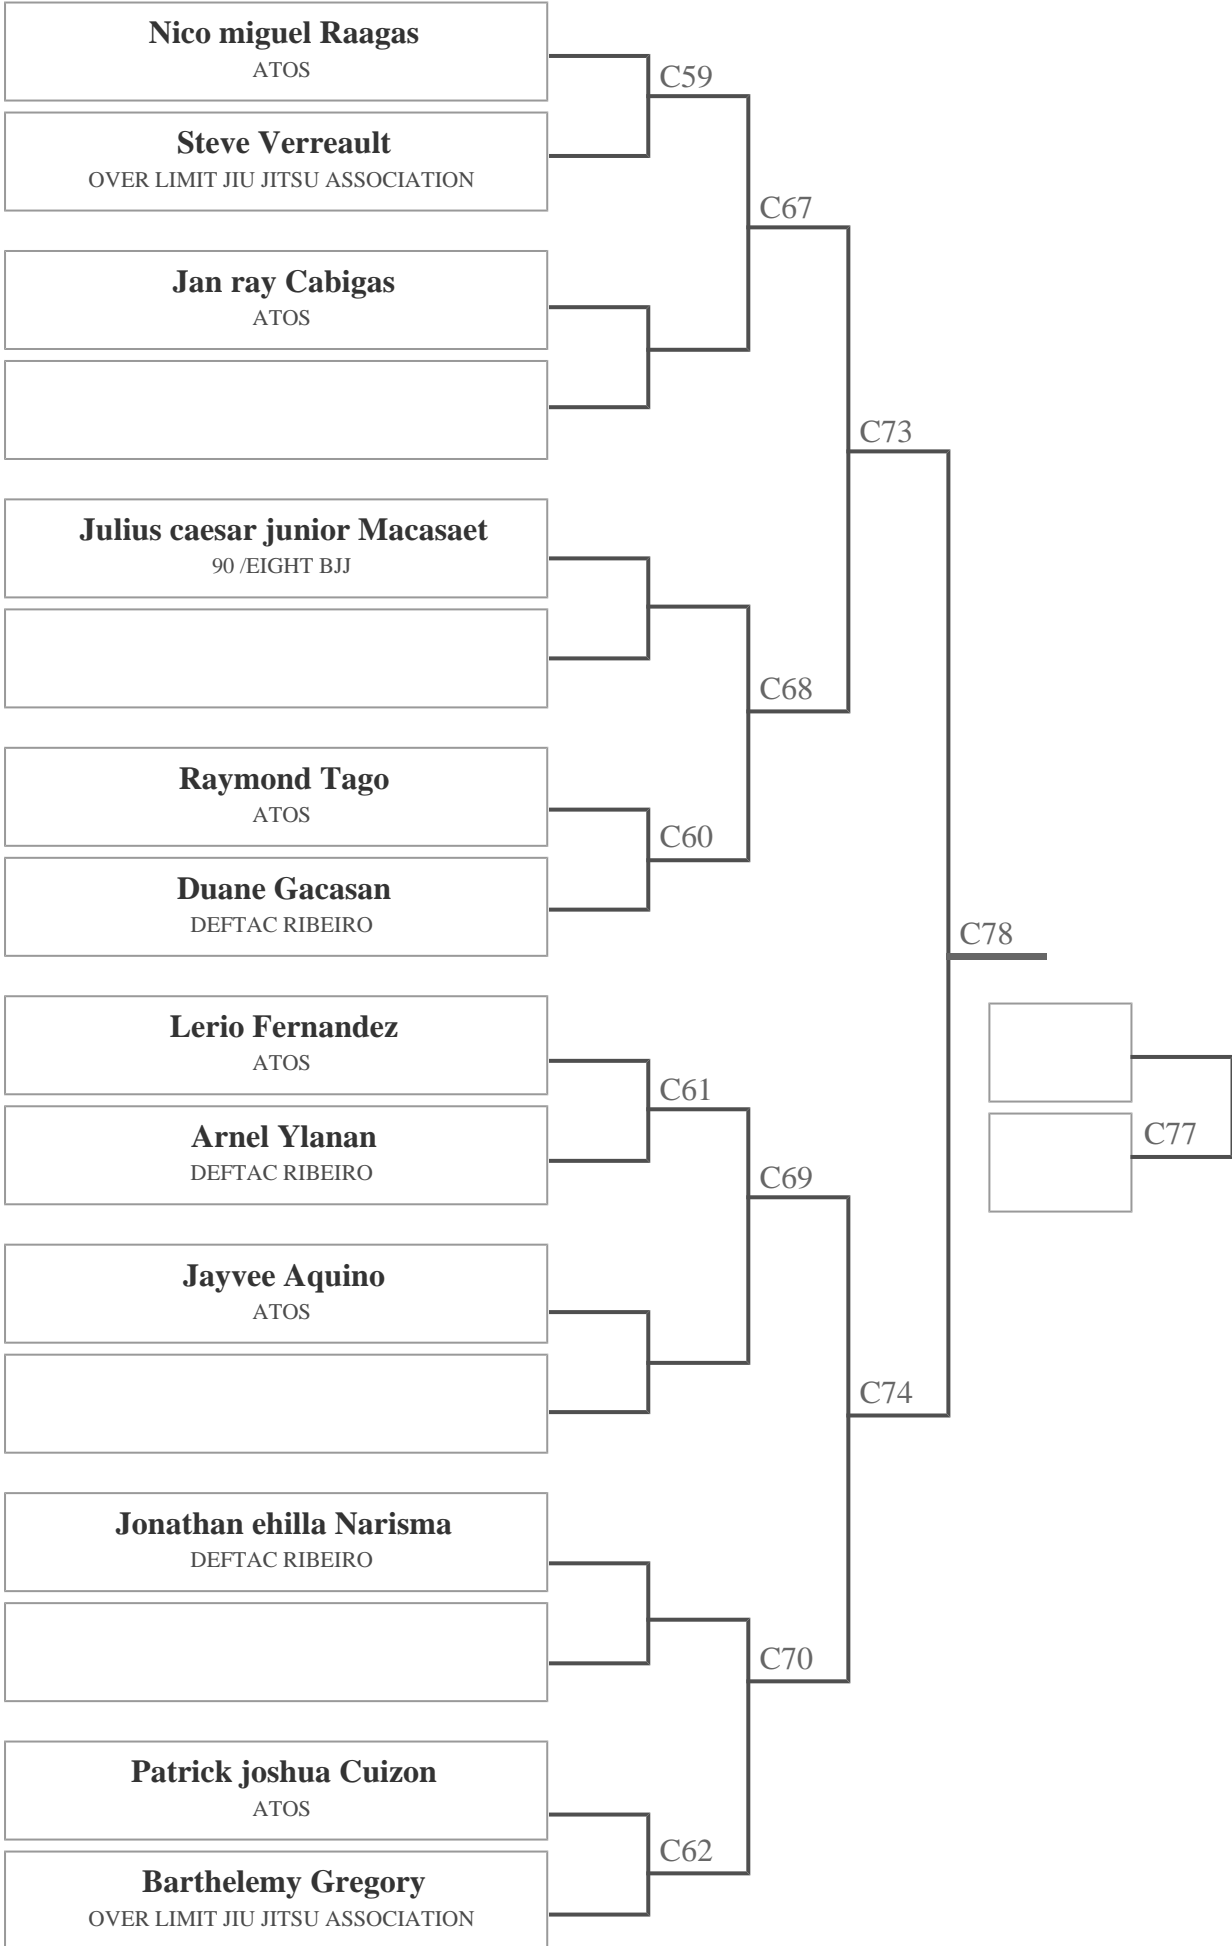 Nico miguel Raagas
ATOS
C59
Steve Verreault
OVER LIMIT JIU JITSU ASSOCIATION
C67
Jan ray Cabigas
ATOS
C73
Julius caesar junior Macasaet
90 /EIGHT BJJ
C68
Raymond Tago
ATOS
C60
Duane Gacasan
DEFTAC RIBEIRO
C78
Lerio Fernandez
ATOS
C61
Arnel Ylanan
DEFTAC RIBEIRO
C77
C69
Jayvee Aquino
ATOS
C74
Jonathan ehilla Narisma
DEFTAC RIBEIRO
C70
Patrick joshua Cuizon
ATOS
C62
Barthelemy Gregory
OVER LIMIT JIU JITSU ASSOCIATION